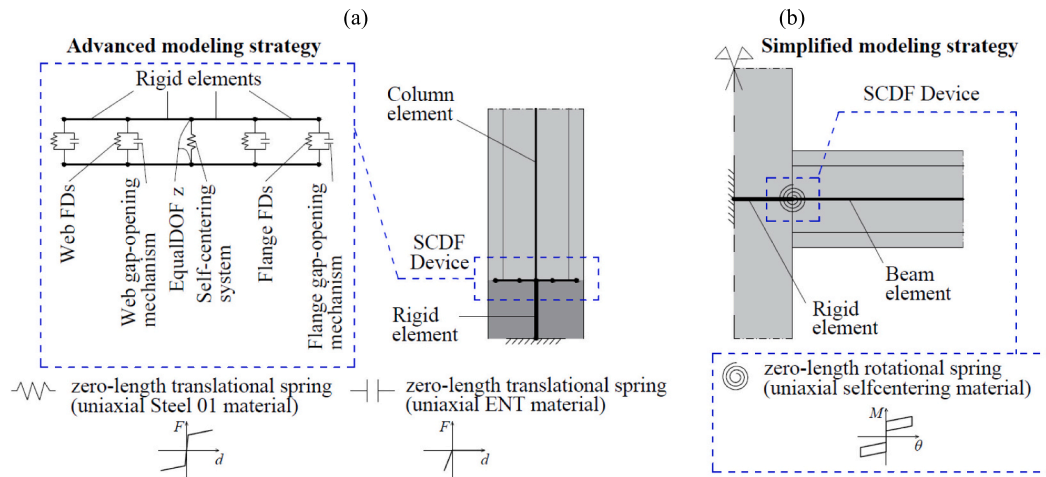 (a)
Advanced modeling strategy
Rigid elements
Web FDs
Web gap-opening
mechanism
EqualDOF z
Self-centering
system
Flange FDs
Flange gap-opening
mechanism
Column
element
SCDF
Device
Rigid
element
zero-length translational spring
(uniaxial Steel 01 material)
F
d
zero-length translational spring
(uniaxial ENT material)
F
d
(b)
Simplified modeling strategy
SCDF Device
Beam
element
Rigid
element
zero-length rotational spring
(uniaxial selfcentering material)
M
θ